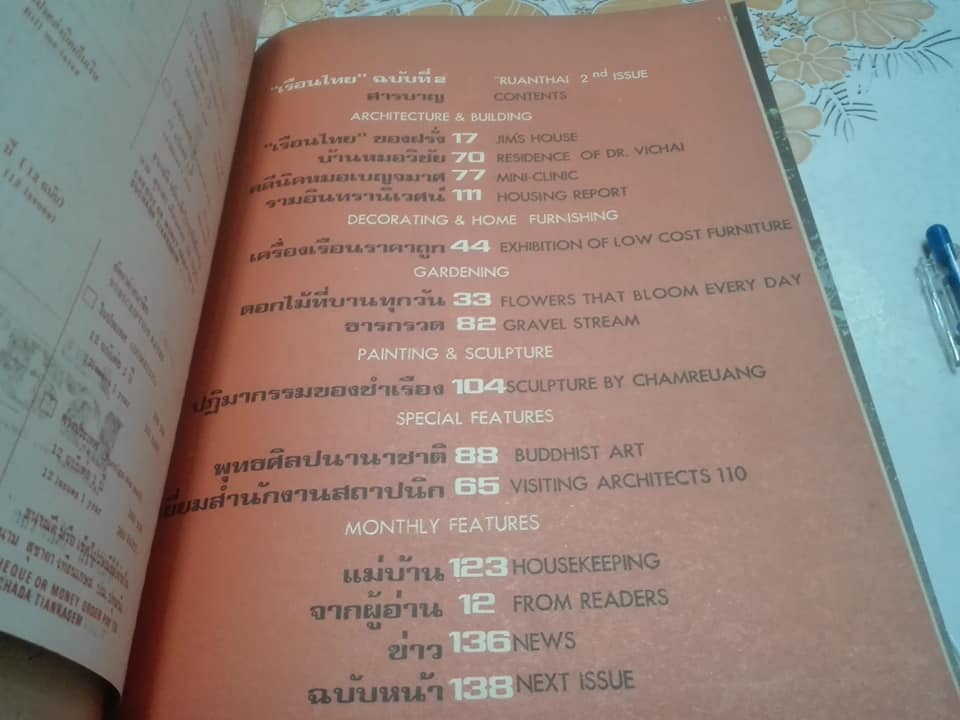 "เรือนไทย" ฉบับที่ ๒ "RUANTHAI 2nd ISSUE
สารบาญ CONTENTS
ARCHITECTURE & BUILDING
"เรือนไทย" ของฝรั่ง 17 JIM'S HOUSE
บ้านหมอวิชัย 70 RESIDENCE OF DR. VICHAI
คลีนิคหมอเบญจมาศ 77 MINI-CLINIC
รามอินทรานิเวศน์ 111 HOUSING REPORT
DECORATING & HOME FURNISHING
เครื่องเรือนราคาถูก 44 EXHIBITION OF LOW COST FURNITURE
GARDENING
ดอกไม้ที่บานทุกวัน 33 FLOWERS THAT BLOOM EVERY DAY
ธารกรวด 82 GRAVEL STREAM
PAINTING & SCULPTURE
ปฏิมากรรมของชำเรือง 104 SCULPTURE BY CHAMREUANG
SPECIAL FEATURES
พุทธศิลปนานาชาติ 88 BUDDHIST ART
เยี่ยมสำนักงานสถาปนิก 65 VISITING ARCHITECTS 110
MONTHLY FEATURES
แม่บ้าน 123 HOUSEKEEPING
จากผู้อ่าน 12 FROM READERS
ข่าว 136 NEWS
ฉบับหน้า 138 NEXT ISSUE
12 issues 1 year
CHEQUE OR MONEY ORDER
TIANKASEM